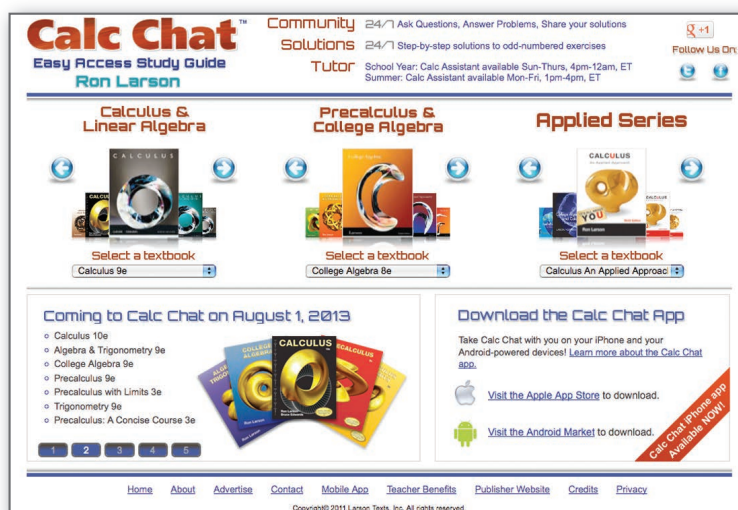 Calc Chat™
Easy Access Study Guide
Ron Larson
Community 24/7 Ask Questions, Answer Problems, Share your solutions
Solutions 24/7 Step-by-step solutions to odd-numbered exercises
Tutor School Year: Calc Assistant available Sun-Thurs, 4pm-12am, ET
Summer: Calc Assistant available Mon-Fri, 1pm-4pm, ET
+1
Follow Us On:
Calculus &
Linear Algebra
CALCULUS
Select a textbook
Calculus 9e
Precalculus &
College Algebra
College Algebra
Select a textbook
College Algebra 8e
Applied Series
CALCULUS
YOU
Ron Larson
Select a textbook
Calculus An Applied Approach
Coming to Calc Chat on August 1, 2013
Calculus 10e
Algebra & Trigonometry 9e
College Algebra 9e
Precalculus 9e
Precalculus with Limits 3e
Trigonometry 9e
Precalculus: A Concise Course 3e
CALCULUS
Ron Larson
Bruce Edwards
1 2 3 4 5
Download the Calc Chat App
Take Calc Chat with you on your iPhone and your
Android-powered devices! Learn more about the Calc Chat
app.
Visit the Apple App Store to download.
Visit the Android Market to download.
Calc Chat iPhone app
Available NOW!
Home About Advertise Contact Mobile App Teacher Benefits Publisher Website Credits Privacy
Copyright© 2011 Larson Texts, Inc. All rights reserved